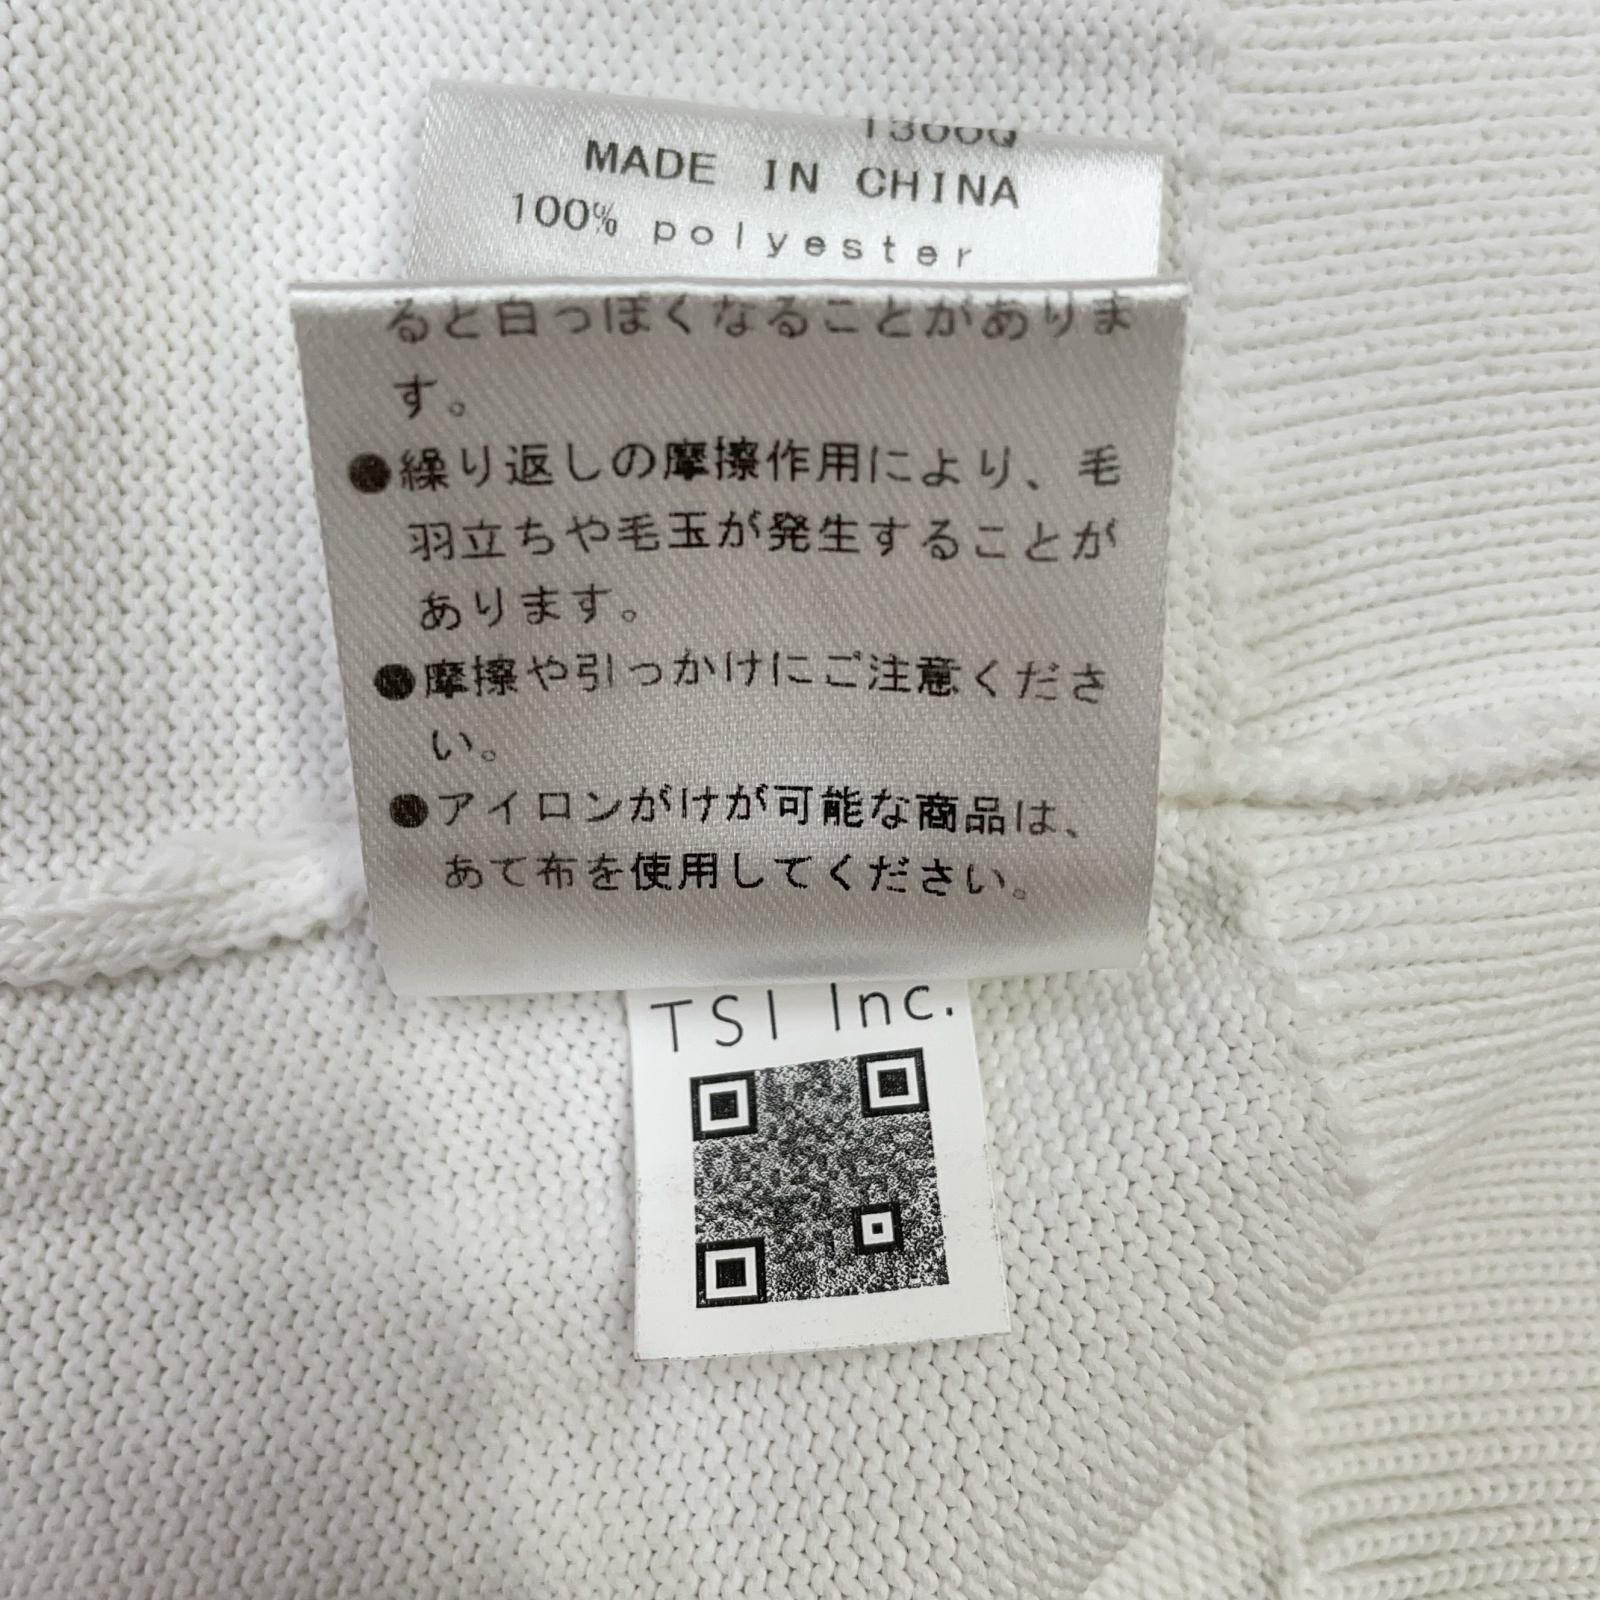 MADE IN CHINA
100% polyester
ると白っぽくなることがありま
す。
●繰り返しの摩擦作用により、毛
羽立ちや毛玉が発生することが
あります。
●摩擦や引っかけにご注意くださ
い。
●アイロンがけが可能な商品は、
あて布を使用してください。
TSI Inc.